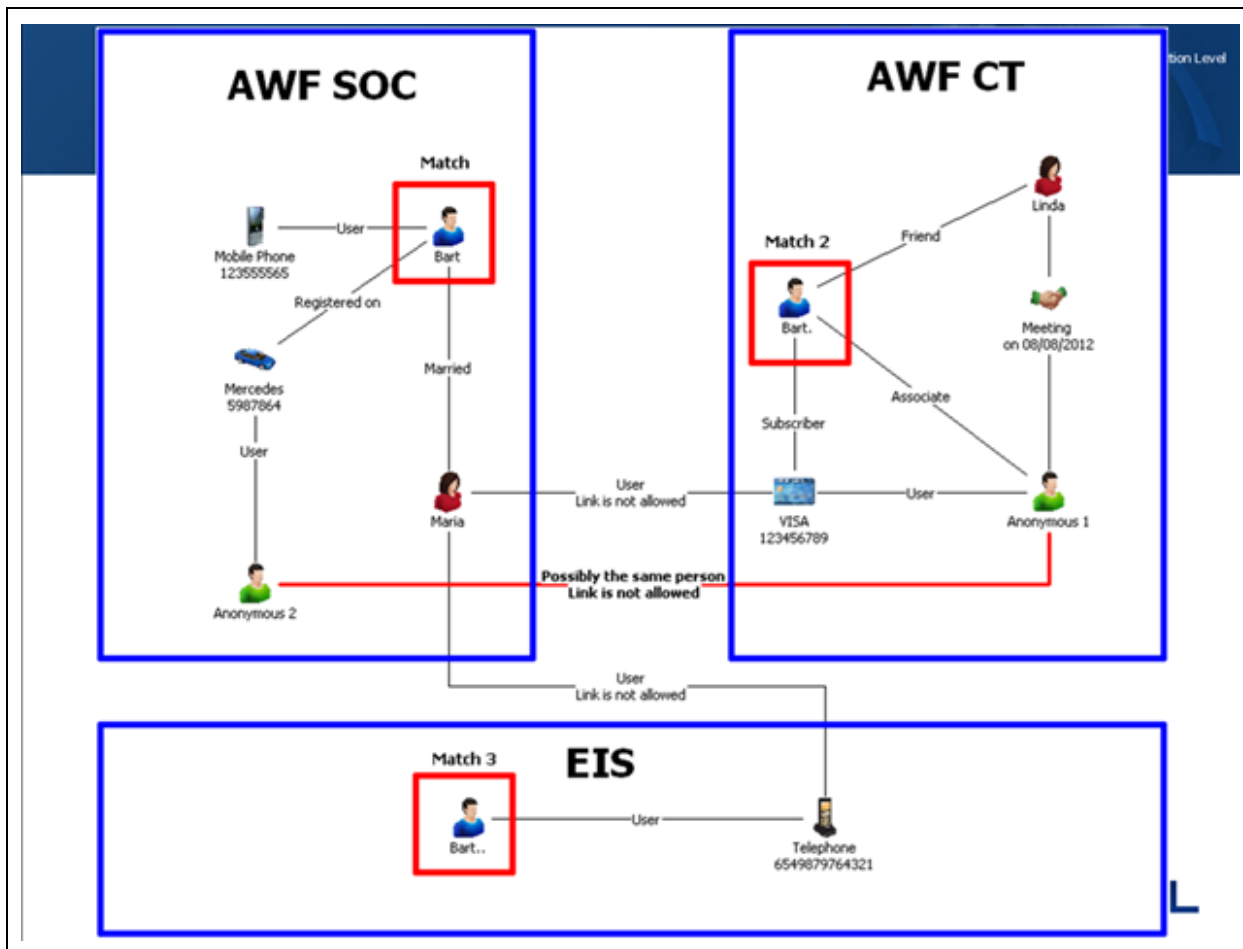 AWF SOC
AWF CT
tion Level
Match
Linda
User
Friend
Mobile Phone
123555565
Bart
Match 2
Registered on
Bart.
Meeting
on 08/08/2012
Married
Mercedes
5987864
Associate
Subscriber
User
User
Link is not allowed
User
Maria
VISA
123456789
Anonymous 1
Possibly the same person
Link is not allowed
Anonymous 2
User
Link is not allowed
Match 3
EIS
User
Bart..
Telephone
6549879764321
L